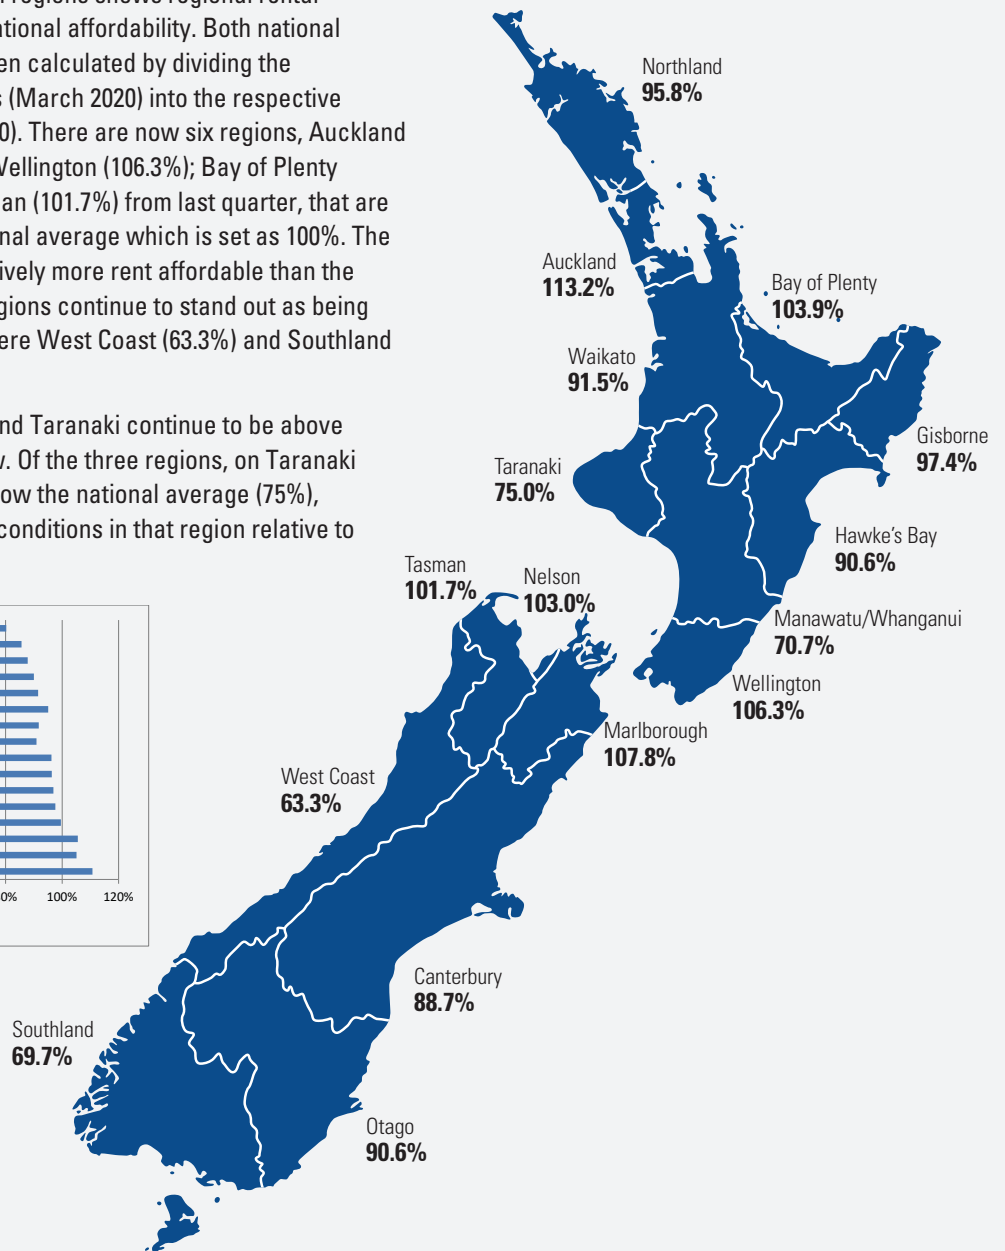 regions shows regional rental
ational affordability. Both national
en calculated by dividing the
s (March 2020) into the respective
0). There are now six regions, Auckland
Wellington (106.3%); Bay of Plenty
an (101.7%) from last quarter, that are
nal average which is set as 100%. The
ively more rent affordable than the
egions continue to stand out as being
ere West Coast (63.3%) and Southland
nd Taranaki continue to be above
w. Of the three regions, on Taranaki
ow the national average (75%),
conditions in that region relative to
0%
100%
120%
Northland
95.8%
Auckland
113.2%
Bay of Plenty
103.9%
Waikato
91.5%
Gisborne
97.4%
Taranaki
75.0%
Hawke's Bay
90.6%
Tasman
101.7%
Nelson
103.0%
Manawatu/Whanganui
70.7%
Wellington
106.3%
Marlborough
107.8%
West Coast
63.3%
Canterbury
88.7%
Southland
69.7%
Otago
90.6%